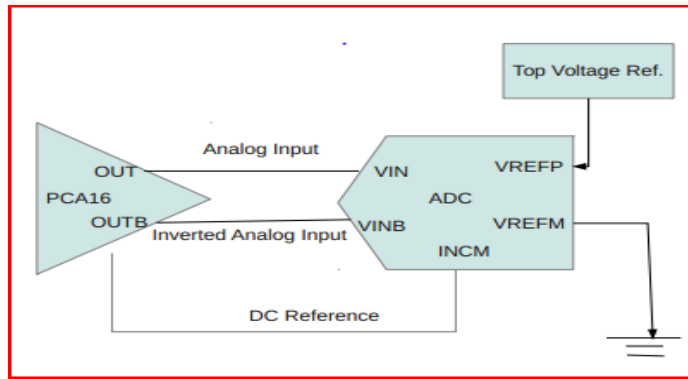 Top Voltage Ref.
Analog Input
OUT
VIN
VREFP
PCA16
ADC
OUTB
VINB
VREFM
Inverted Analog Input
INCM
DC Reference